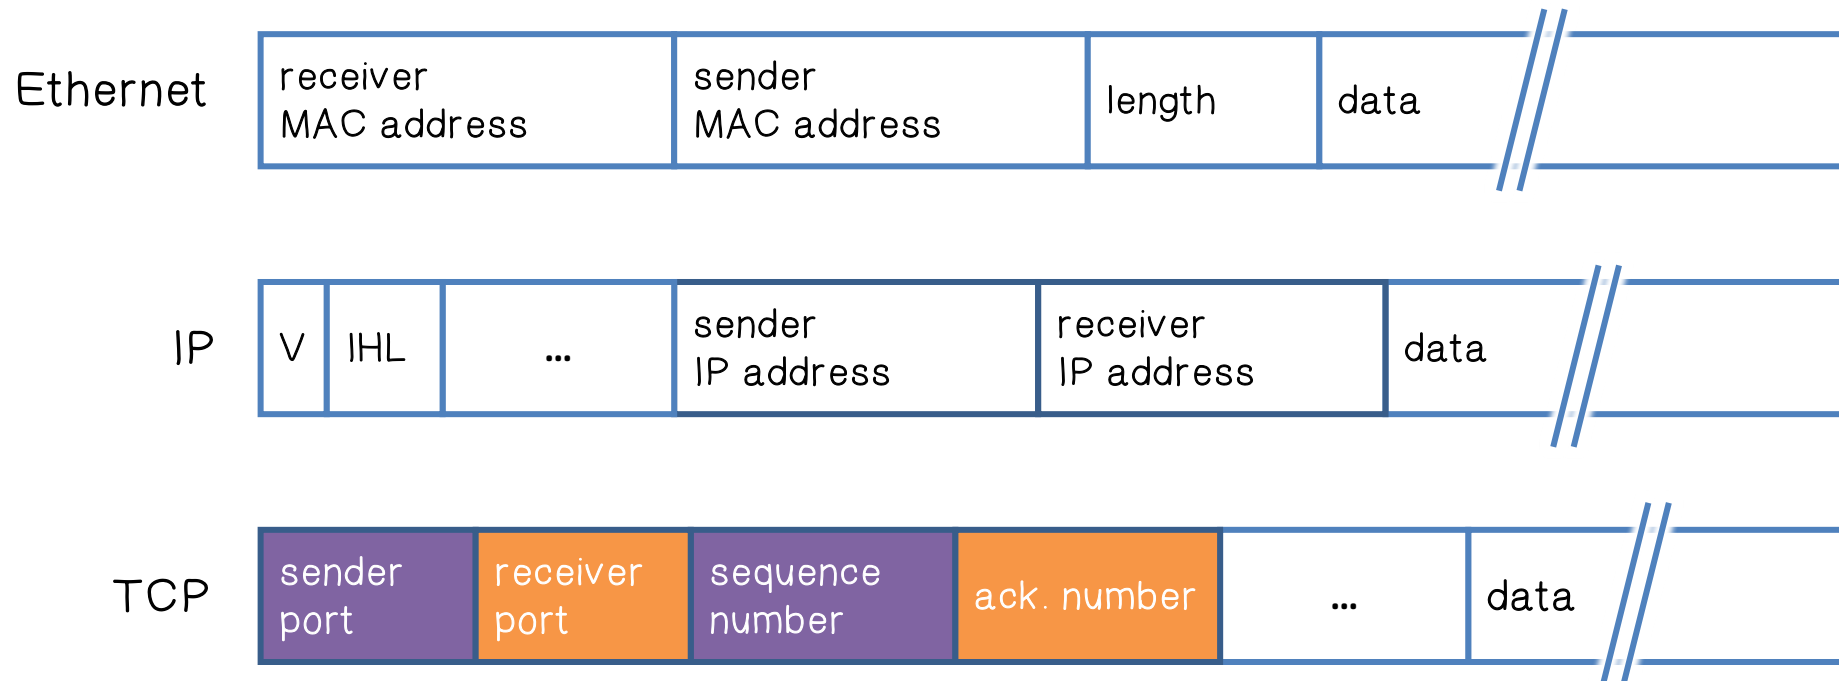 Ethernet
receiver
MAC address
sender
MAC address
length
data
IP
V
IHL
...
sender
IP address
receiver
IP address
data
TCP
sender
port
receiver
port
sequence
number
ack. number
...
data